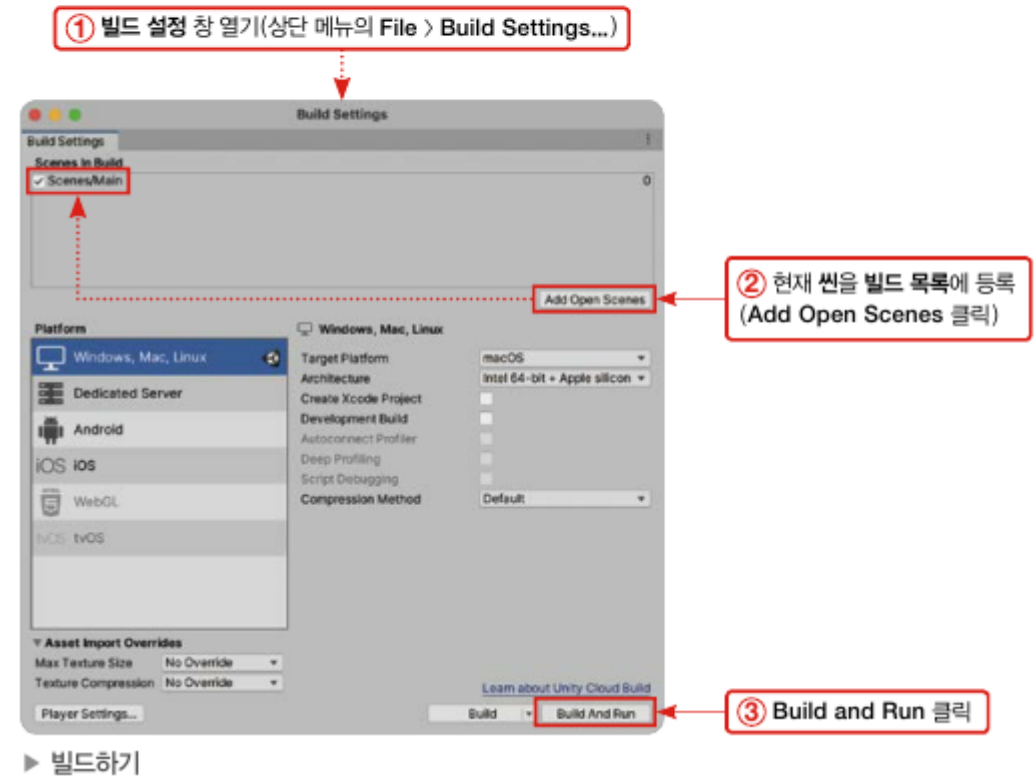 ① 빌드 설정 창 열기(상단 메뉴의 File > Build Settings...)
Build Settings
Build Settings
Scenes In Build
Scenes/Main 0
② 현재 씬을 빌드 목록에 등록
(Add Open Scenes 클릭)
Add Open Scenes
Platform
Windows, Mac, Linux
Dedicated Server
Android
iOS iOS
WebGL
tvOS tvOS
Windows, Mac, Linux
Target Platform macOS
Architecture Intel 64-bit + Apple silicon
Create Xcode Project
Development Build
Autoconnect Profiler
Deep Profiling
Script Debugging
Compression Method Default
Asset Import Overrides
Max Texture Size No Override
Texture Compression No Override
Learn about Unity Cloud Build
Player Settings... Build Build And Run
③ Build and Run 클릭
▶ 빌드하기